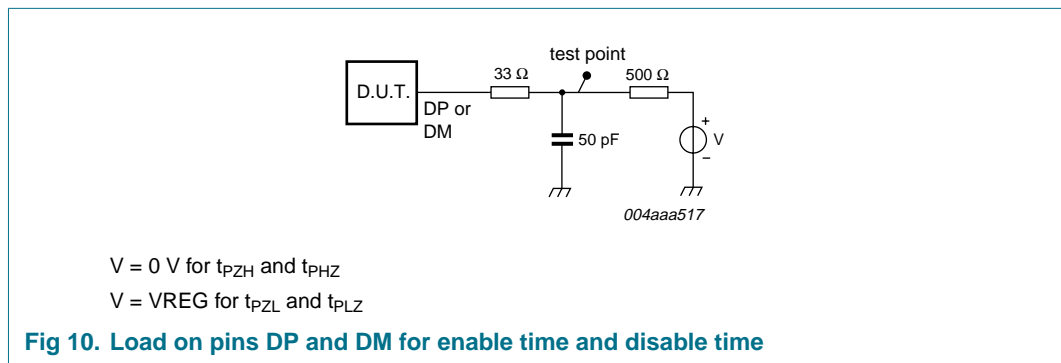 test point
33 Ω
500 Ω
D.U.T.
DP or
DM
50 pF
+
V
−
004aaa517
V = 0 V for tPZH and tPHZ
V = VREG for tPZL and tPLZ
Fig 10. Load on pins DP and DM for enable time and disable time